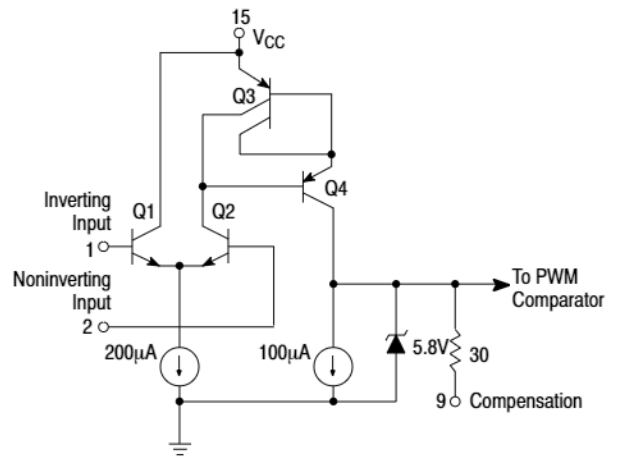 15
VCC
Q3
Q4
Inverting
Input
1
Q1
Q2
Noninverting
Input
2
200μA
100μA
To PWM
Comparator
5.8V
30
9
Compensation